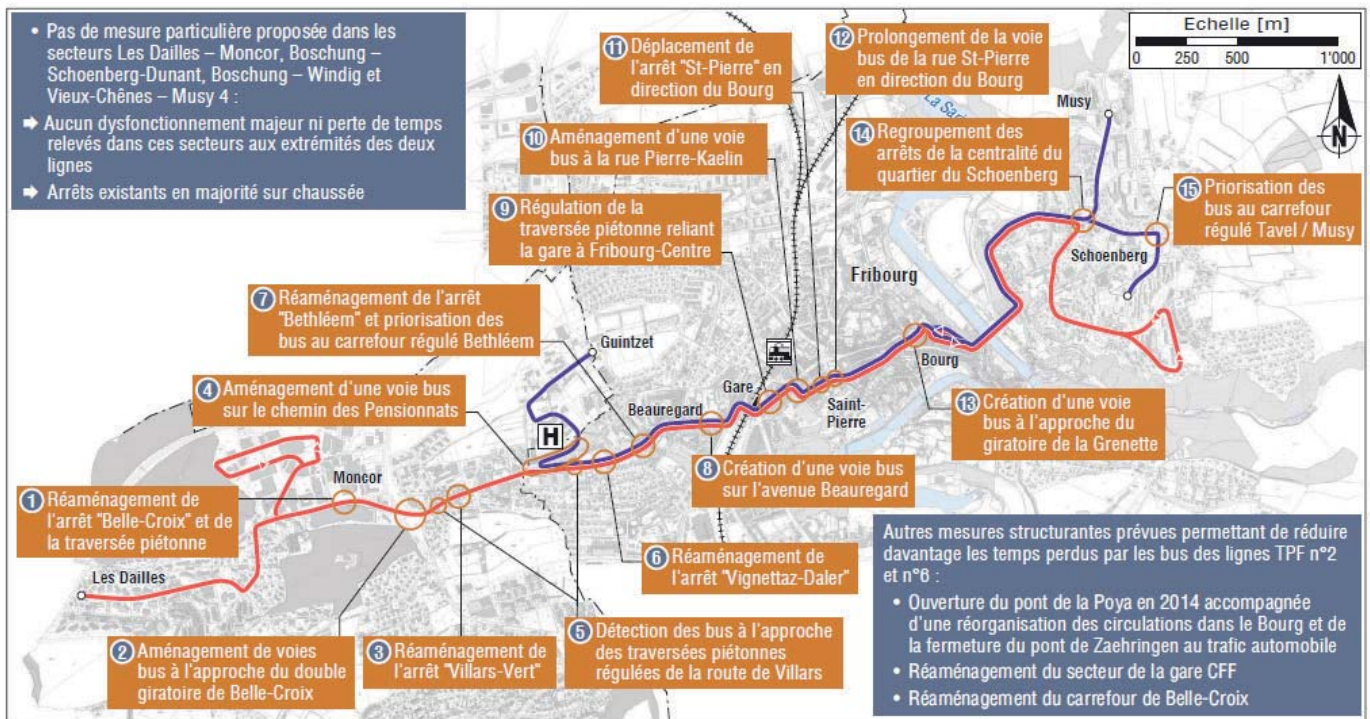 • Pas de mesure particulière proposée dans les
secteurs Les Dailles – Moncor, Boschung –
Schoenberg-Dunant, Boschung – Windig et
Vieux-Chênes – Musy 4 :
➡ Aucun dysfonctionnement majeur ni perte de temps
relevés dans ces secteurs aux extrémités des deux
lignes
➡ Arrêts existants en majorité sur chaussée
11 Déplacement de
l'arrêt "St-Pierre" en
direction du Bourg
12 Prolongement de la voie
bus de la rue St-Pierre
en direction du Bourg
Echelle [m]
0 250 500 1'000
N
La Sari
Musy
10 Aménagement d'une voie
bus à la rue Pierre-Kaelin
14 Regroupement des
arrêts de la centralité du
quartier du Schoenberg
9 Régulation de la
traversée piétonne reliant
la gare à Fribourg-Centre
15 Priorisation des
bus au carrefour
régulé Tavel / Musy
Schoenberg
Fribourg
7 Réaménagement de l'arrêt
"Bethléem" et priorisation des
bus au carrefour régulé Bethléem
Guintzet
Bourg
4 Aménagement d'une voie bus
sur le chemin des Pensionnats
Gare
Beauregard
Saint-
Pierre
H
13 Création d'une voie
bus à l'approche du
giratoire de la Grenette
8 Création d'une voie bus
sur l'avenue Beauregard
Moncor
1 Réaménagement de
l'arrêt "Belle-Croix" et de
la traversée piétonne
Les Dailles
6 Réaménagement de
l'arrêt "Vignettaz-Daler"
2 Aménagement de voies
bus à l'approche du double
giratoire de Belle-Croix
3 Réaménagement de
l'arrêt "Villars-Vert"
5 Détection des bus à l'approche
des traversées piétonnes
régulées de la route de Villars
Autres mesures structurantes prévues permettant de réduire
davantage les temps perdus par les bus des lignes TPF n°2
et n°6 :
• Ouverture du pont de la Poya en 2014 accompagnée
d'une réorganisation des circulations dans le Bourg et de
la fermeture du pont de Zaehringen au trafic automobile
• Réaménagement du secteur de la gare CFF
• Réaménagement du carrefour de Belle-Croix